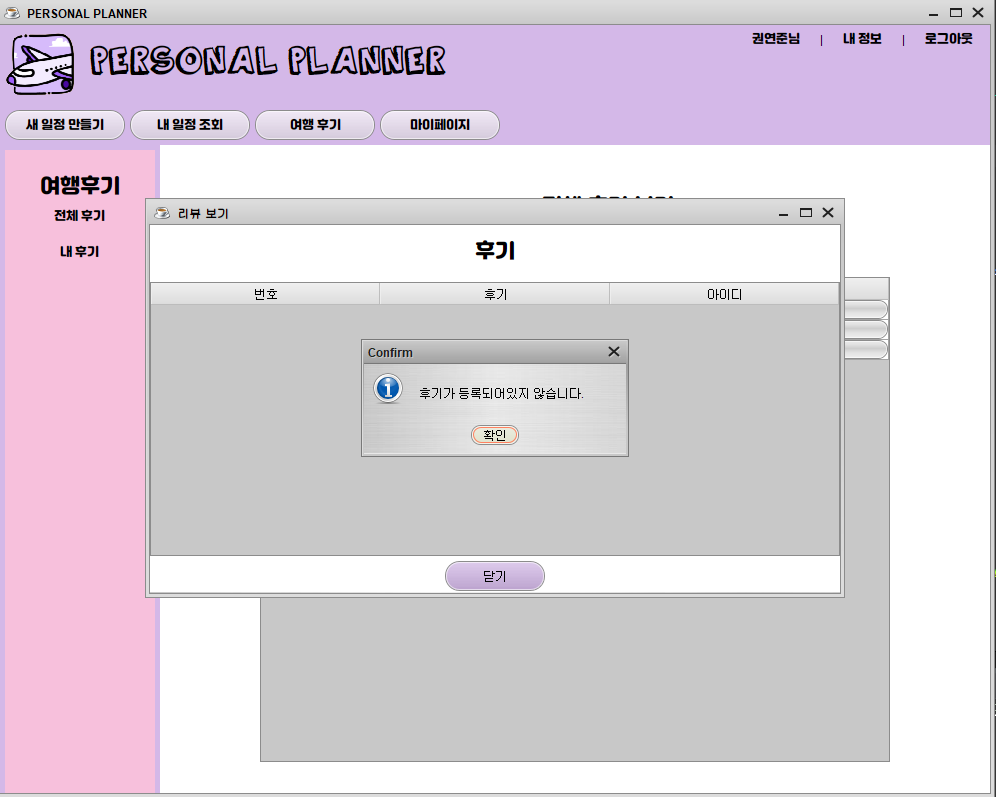 PERSONAL PLANNER
권연준님 | 내 정보 | 로그아웃
PERSONAL PLANNER
새 일정 만들기 내 일정 조회 여행 후기 마이페이지
여행후기
전체 후기
내 후기
리뷰 보기
후기
번호 후기 아이디
Confirm
후기가 등록되어있지 않습니다.
확인
닫기